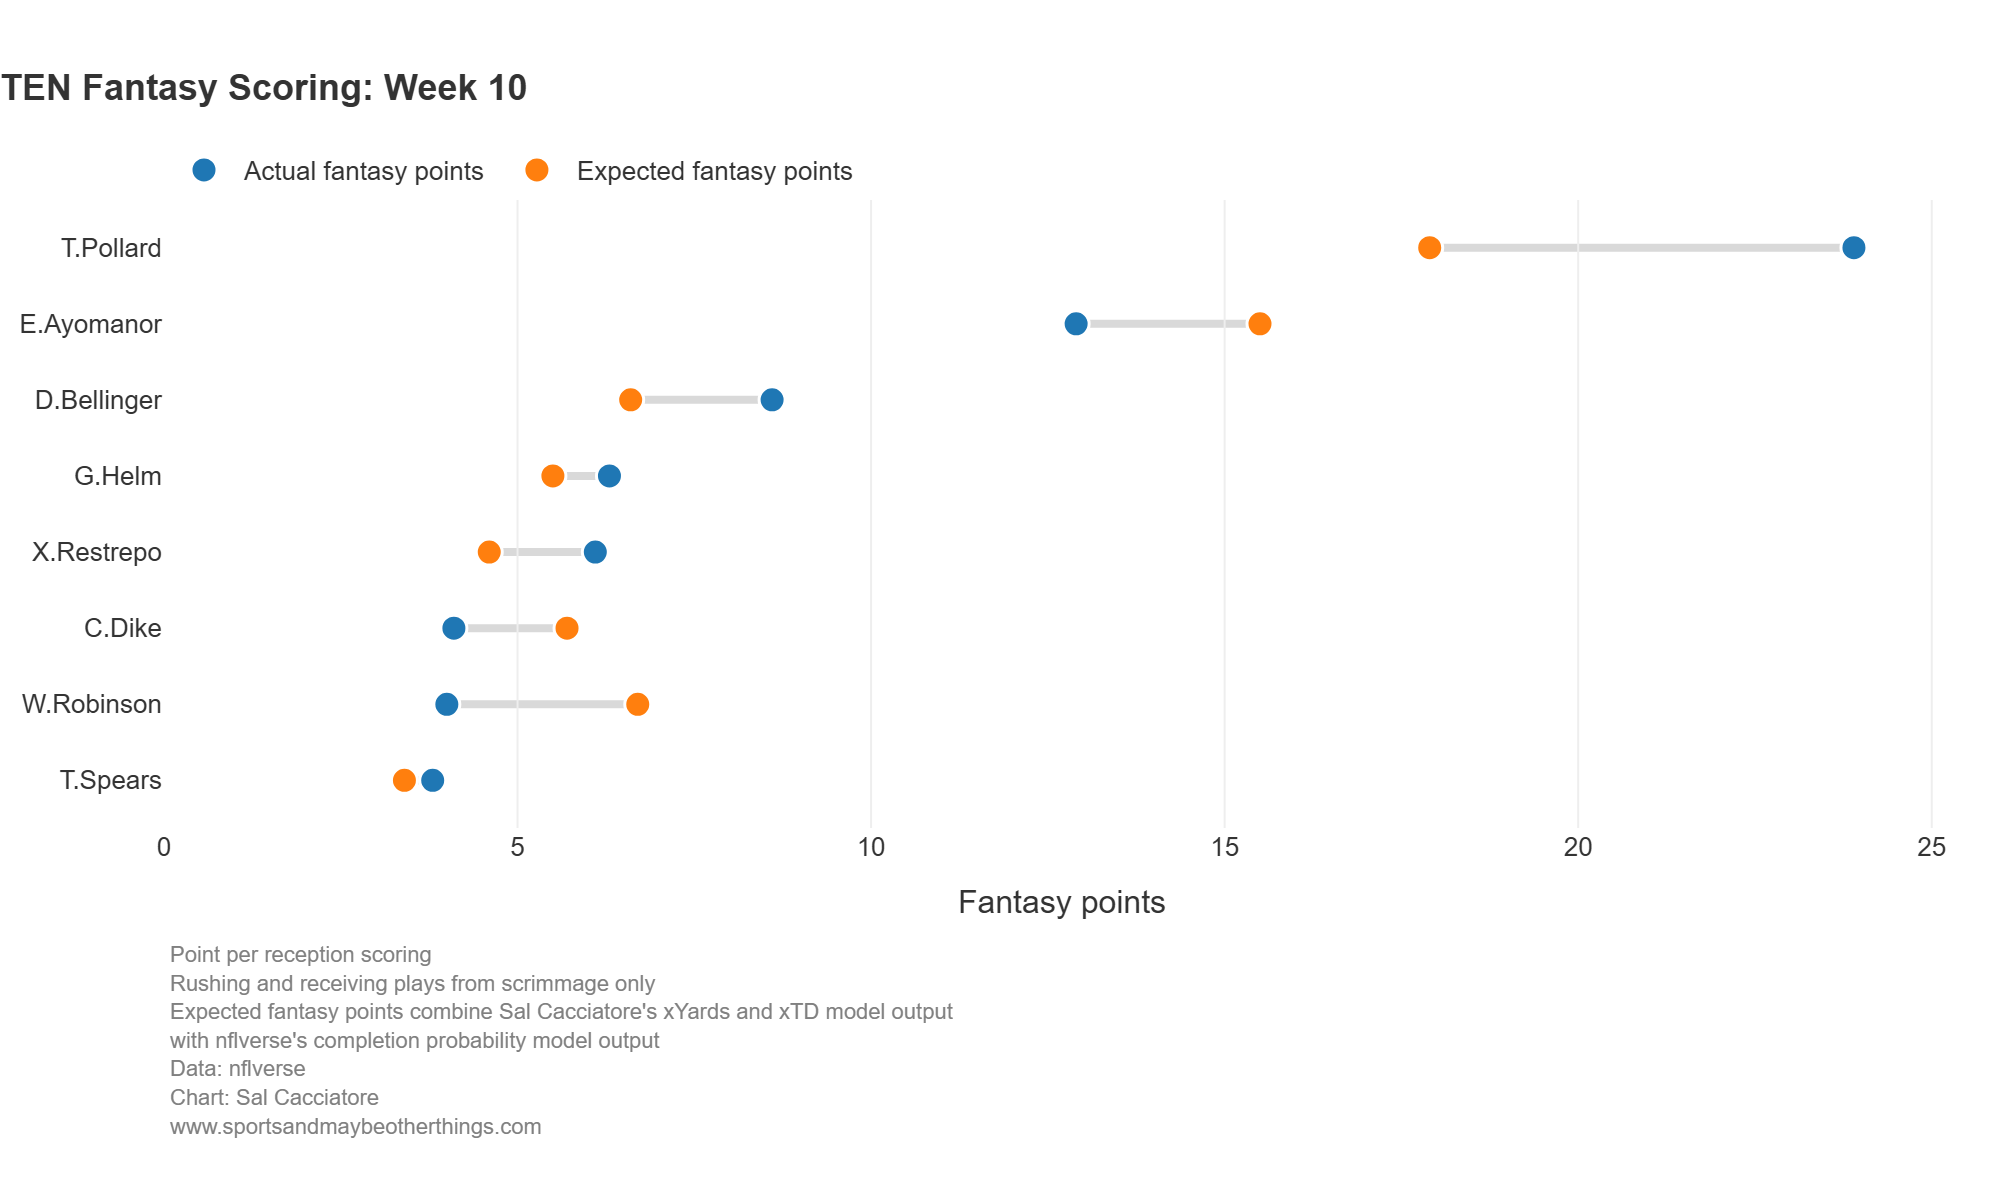 TEN Fantasy Scoring: Week 10
Actual fantasy points
Expected fantasy points
T.Pollard
E.Ayomanor
D.Bellinger
G.Helm
X.Restrepo
C.Dike
W.Robinson
T.Spears
0 5 10 15 20 25
Fantasy points
Point per reception scoring
Rushing and receiving plays from scrimmage only
Expected fantasy points combine Sal Cacciatore's xYards and xTD model output
with nflverse's completion probability model output
Data: nflverse
Chart: Sal Cacciatore
www.sportsandmaybeotherthings.com